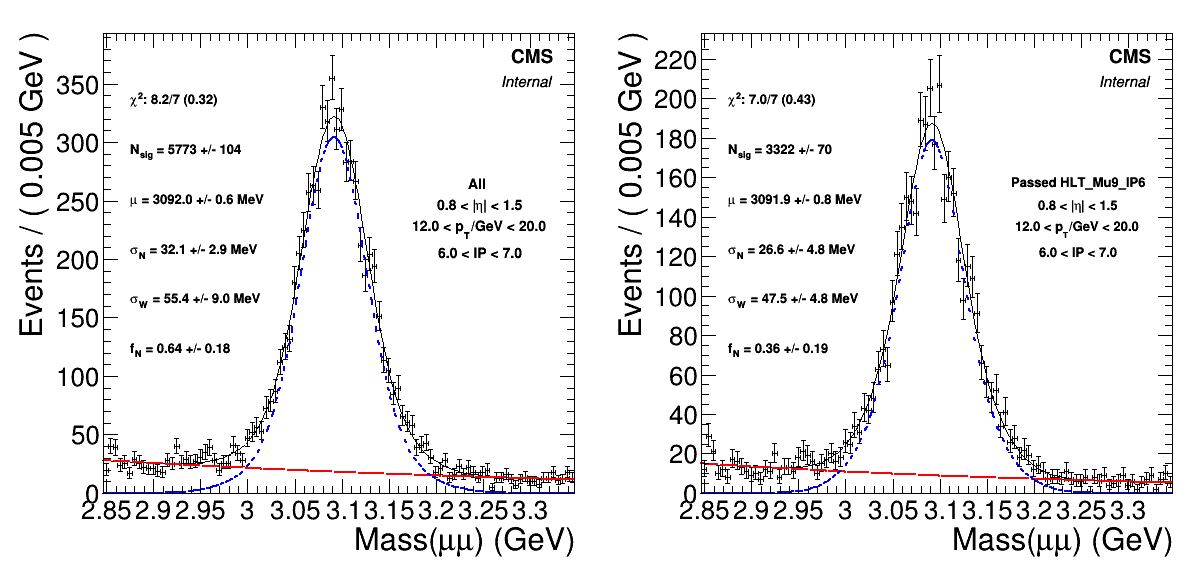 CMS
Internal
χ²: 8.2/7 (0.32)
N_sig = 5773 +/- 104
μ = 3092.0 +/- 0.6 MeV
σ_N = 32.1 +/- 2.9 MeV
σ_W = 55.4 +/- 9.0 MeV
f_N = 0.64 +/- 0.18
All
0.8 < |η| < 1.5
12.0 < p_T/GeV < 20.0
6.0 < IP < 7.0
Events / ( 0.005 GeV )
350
300
250
200
150
100
50
0
2.85 2.9 2.95 3 3.05 3.1 3.15 3.2 3.25 3.3
Mass(μμ) (GeV)
CMS
Internal
χ²: 7.0/7 (0.43)
N_sig = 3322 +/- 70
μ = 3091.9 +/- 0.8 MeV
σ_N = 26.6 +/- 4.8 MeV
σ_W = 47.5 +/- 4.8 MeV
f_N = 0.36 +/- 0.19
Passed HLT_Mu9_IP6
0.8 < |η| < 1.5
12.0 < p_T/GeV < 20.0
6.0 < IP < 7.0
Events / ( 0.005 GeV )
220
200
180
160
140
120
100
80
60
40
20
0
2.85 2.9 2.95 3 3.05 3.1 3.15 3.2 3.25 3.3
Mass(μμ) (GeV)